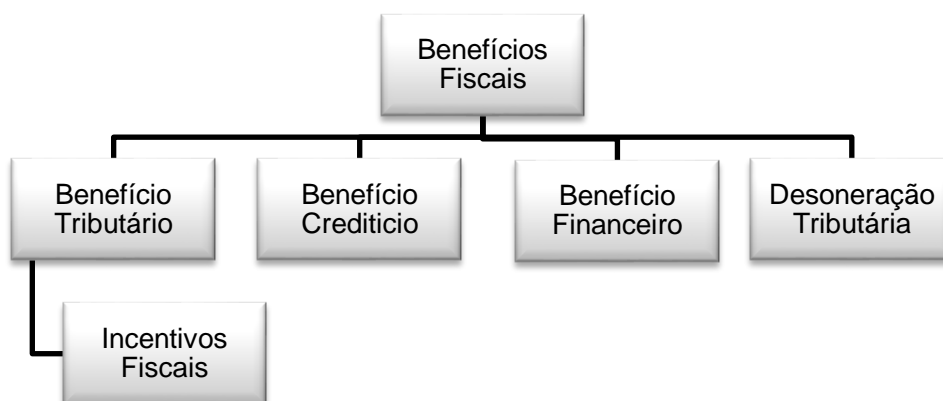 Benefícios
Fiscais
Benefício
Tributário
Benefício
Crediticio
Benefício
Financeiro
Desoneração
Tributária
Incentivos
Fiscais